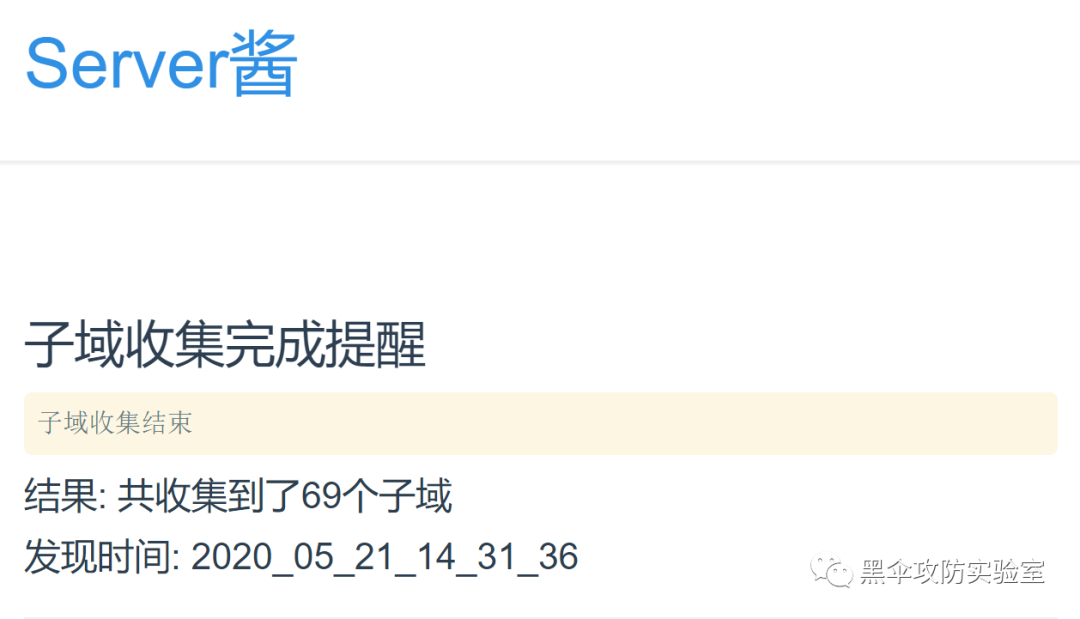 Server酱
子域收集完成提醒
子域收集结束
结果: 共收集到了69个子域
发现时间: 2020_05_21_14_31_36
黑伞攻防实验室